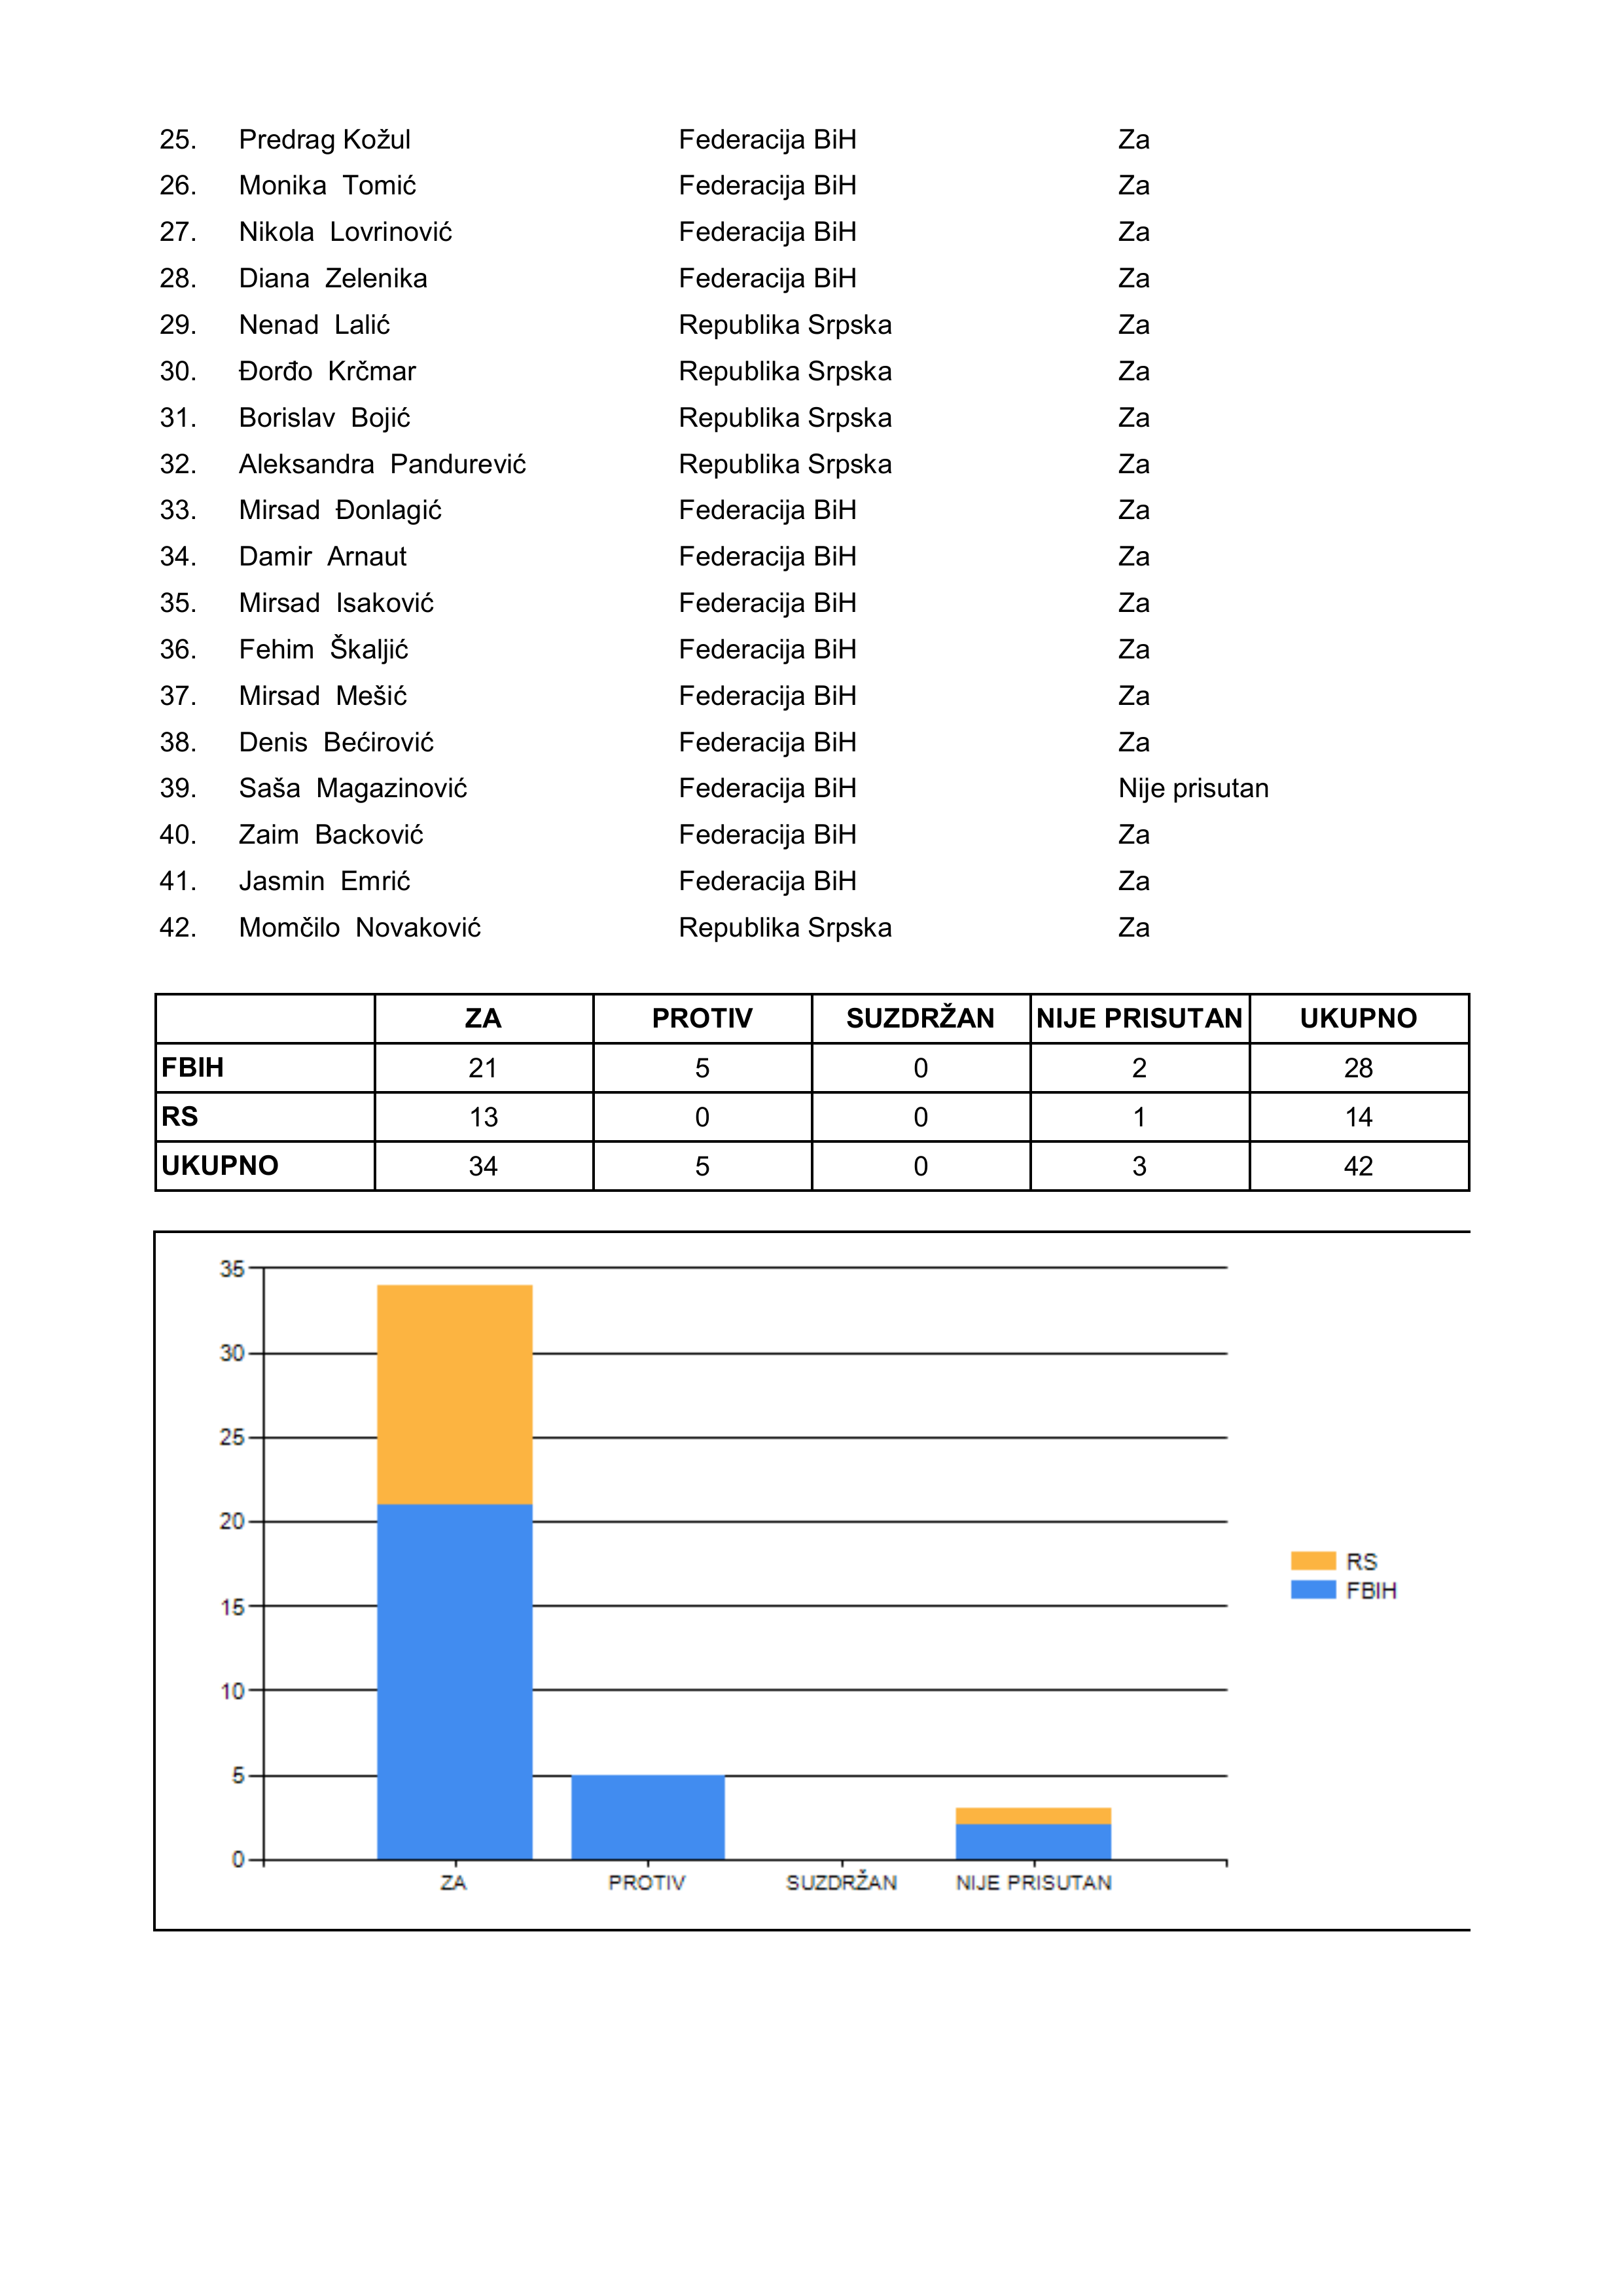 25. Predrag Kožul Federacija BiH Za
26. Monika Tomić Federacija BiH Za
27. Nikola Lovrinović Federacija BiH Za
28. Diana Zelenika Federacija BiH Za
29. Nenad Lalić Republika Srpska Za
30. Đorđo Krčmar Republika Srpska Za
31. Borislav Bojić Republika Srpska Za
32. Aleksandra Pandurević Republika Srpska Za
33. Mirsad Đonlagić Federacija BiH Za
34. Damir Arnaut Federacija BiH Za
35. Mirsad Isaković Federacija BiH Za
36. Fehim Škaljić Federacija BiH Za
37. Mirsad Mešić Federacija BiH Za
38. Denis Bećirović Federacija BiH Za
39. Saša Magazinović Federacija BiH Nije prisutan
40. Zaim Backović Federacija BiH Za
41. Jasmin Emrić Federacija BiH Za
42. Momčilo Novaković Republika Srpska Za
ZA PROTIV SUZDRŽAN NIJE PRISUTAN UKUPNO
FBIH 21 5 0 2 28
RS 13 0 0 1 14
UKUPNO 34 5 0 3 42
35
30
25
20
15
10
5
0
ZA PROTIV SUZDRŽAN NIJE PRISUTAN
RS
FBIH